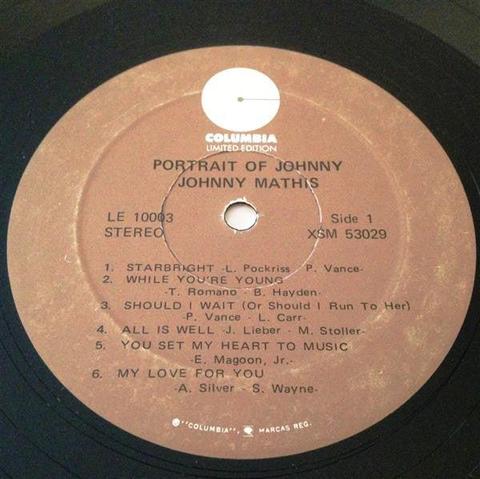 COLUMBIA
LIMITED EDITION
PORTRAIT OF JOHNNY
JOHNNY MATHIS
LE 10003 Side 1
STEREO XSM 53029
1. STARBRIGHT -L. Pockriss P. Vance-
2. WHILE YOU'RE YOUNG
-T. Romano - B. Hayden-
3. SHOULD I WAIT (Or Should I Run To Her)
-P. Vance - L. Carr-
4. ALL IS WELL -J. Lieber - M. Stoller-
5. YOU SET MY HEART TO MUSIC
-E. Magoon, Jr.-
6. MY LOVE FOR YOU
-A. Silver - S. Wayne-
® "COLUMBIA", MARCAS REG.